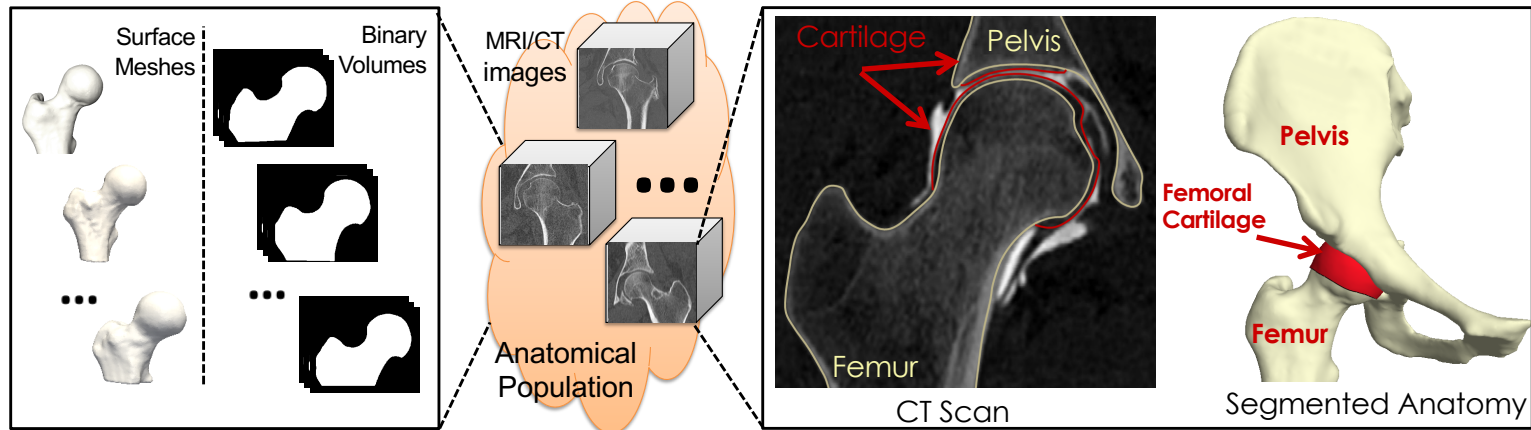 Surface
Meshes
Binary
Volumes
MRI/CT
images
Anatomical
Population
Cartilage
Pelvis
Femur
CT Scan
Pelvis
Femoral
Cartilage
Femur
Segmented Anatomy